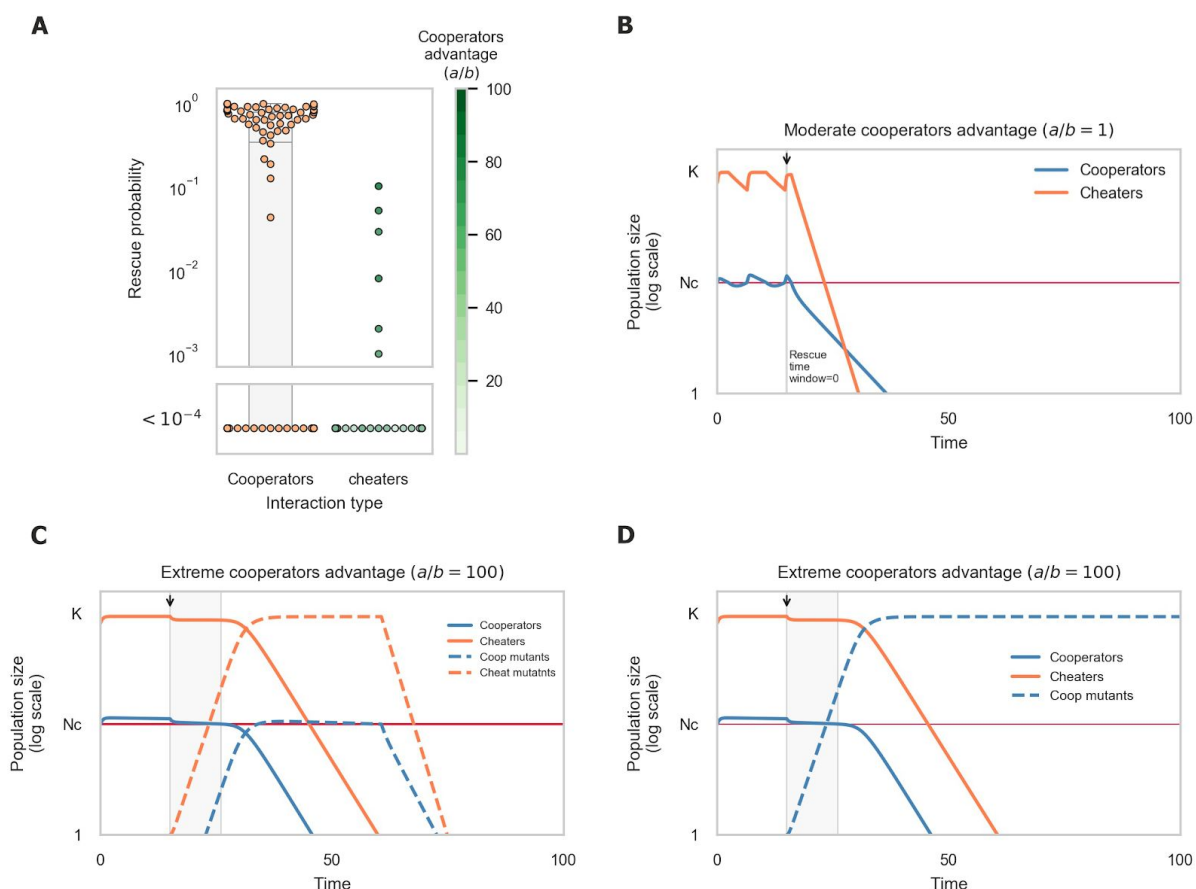 A
Cooperators
advantage
(a/b)
Rescue probability
10^0
10^-1
10^-2
10^-3
< 10^-4
100
80
60
40
20
Cooperators
cheaters
Interaction type
B
Moderate cooperators advantage (a/b = 1)
Population size
(log scale)
K
Nc
1
Cooperators
Cheaters
Rescue
time
window=0
0
50
100
Time
C
Extreme cooperators advantage (a/b = 100)
Population size
(log scale)
K
Nc
1
Cooperators
Cheaters
Coop mutants
Cheat mutatnts
0
50
100
Time
D
Extreme cooperators advantage (a/b = 100)
Population size
(log scale)
K
Nc
1
Cooperators
Cheaters
Coop mutants
0
50
100
Time